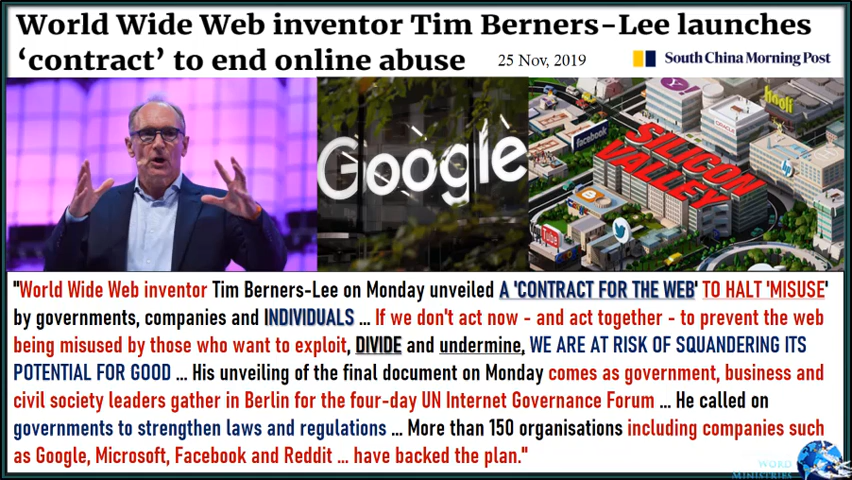 World Wide Web inventor Tim Berners-Lee launches
‘contract’ to end online abuse
25 Nov, 2019
South China Morning Post
Google
YAHOO!
hooli
ORACLE
facebook
hp
SILICON
VALLEY
You Tube
"World Wide Web inventor Tim Berners-Lee on Monday unveiled A 'CONTRACT FOR THE WEB' TO HALT 'MISUSE'
by governments, companies and INDIVIDUALS ... If we don't act now - and act together - to prevent the web
being misused by those who want to exploit, DIVIDE and undermine, WE ARE AT RISK OF SQUANDERING ITS
POTENTIAL FOR GOOD ... His unveiling of the final document on Monday comes as government, business and
civil society leaders gather in Berlin for the four-day UN Internet Governance Forum ... He called on
governments to strengthen laws and regulations ... More than 150 organisations including companies such
as Google, Microsoft, Facebook and Reddit ... have backed the plan."
WORD
MINISTRIES